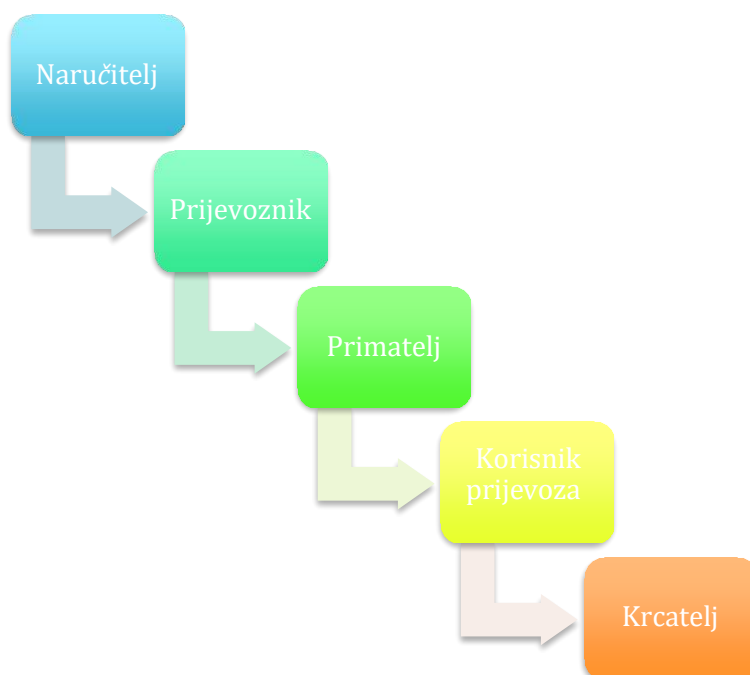 Naručitelj
Prijevoznik
Primatelj
Korisnik
prijevoza
Krcatelj